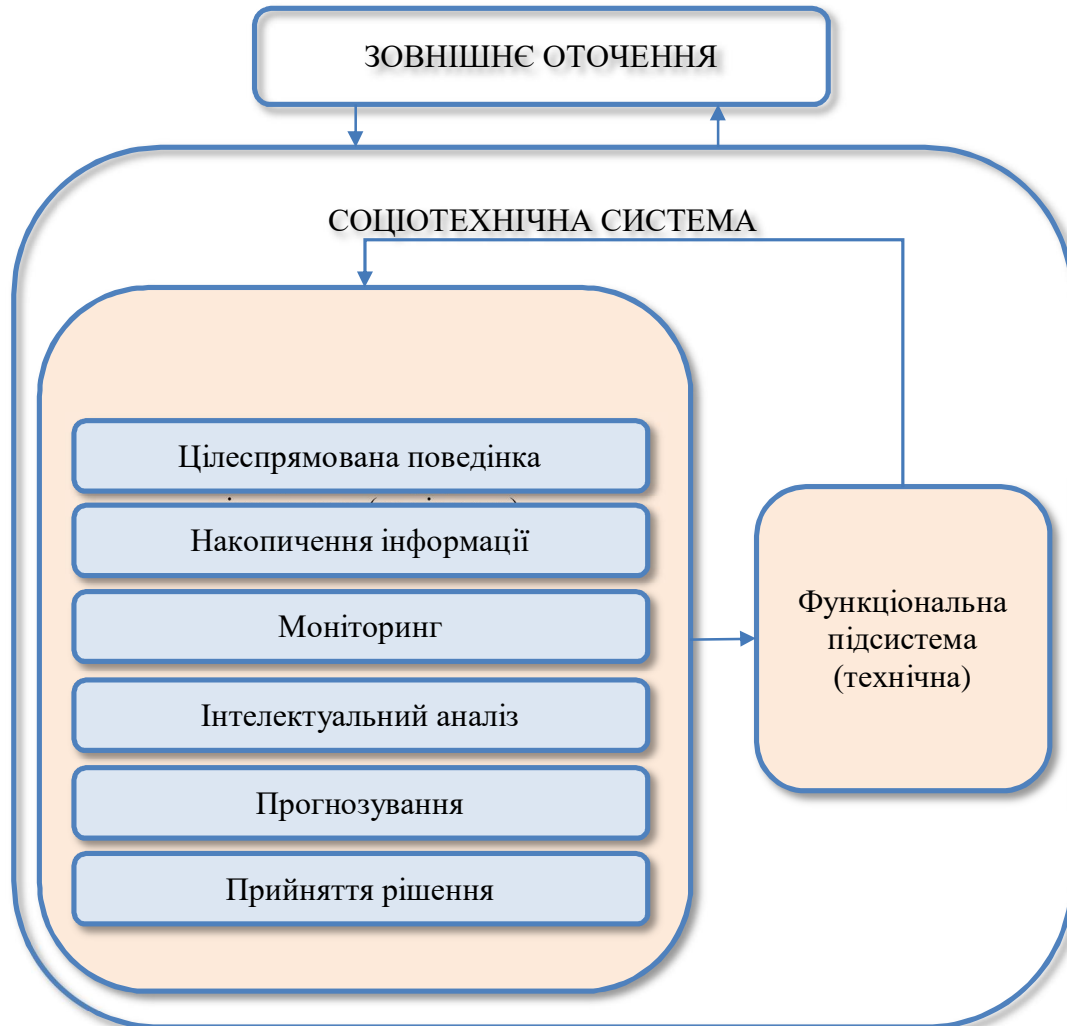 ЗОВНІШНЄ ОТОЧЕННЯ
СОЦІОТЕХНІЧНА СИСТЕМА
Цілеспрямована поведінка
Накопичення інформації
Моніторинг
Інтелектуальний аналіз
Прогнозування
Прийняття рішення
Функціональна
підсистема
(технічна)